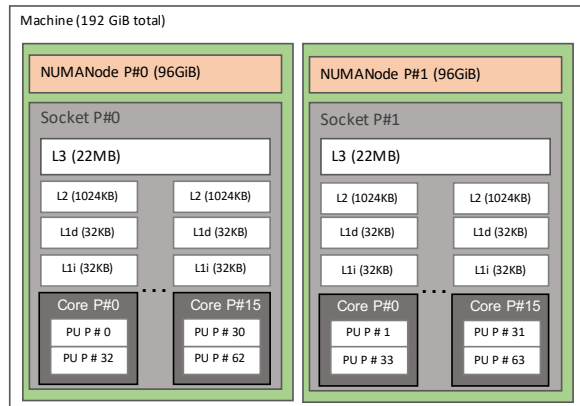 Machine (192 GiB total)
NUMANode P#0 (96GiB)
Socket P#0
L3 (22MB)
L2 (1024KB) L2 (1024KB)
L1d (32KB) L1d (32KB)
L1i (32KB) L1i (32KB)
...
Core P#0 Core P#15
PU P # 0 PU P # 30
PU P # 32 PU P # 62
NUMANode P#1 (96GiB)
Socket P#1
L3 (22MB)
L2 (1024KB) L2 (1024KB)
L1d (32KB) L1d (32KB)
L1i (32KB) L1i (32KB)
...
Core P#0 Core P#15
PU P # 1 PU P # 31
PU P # 33 PU P # 63